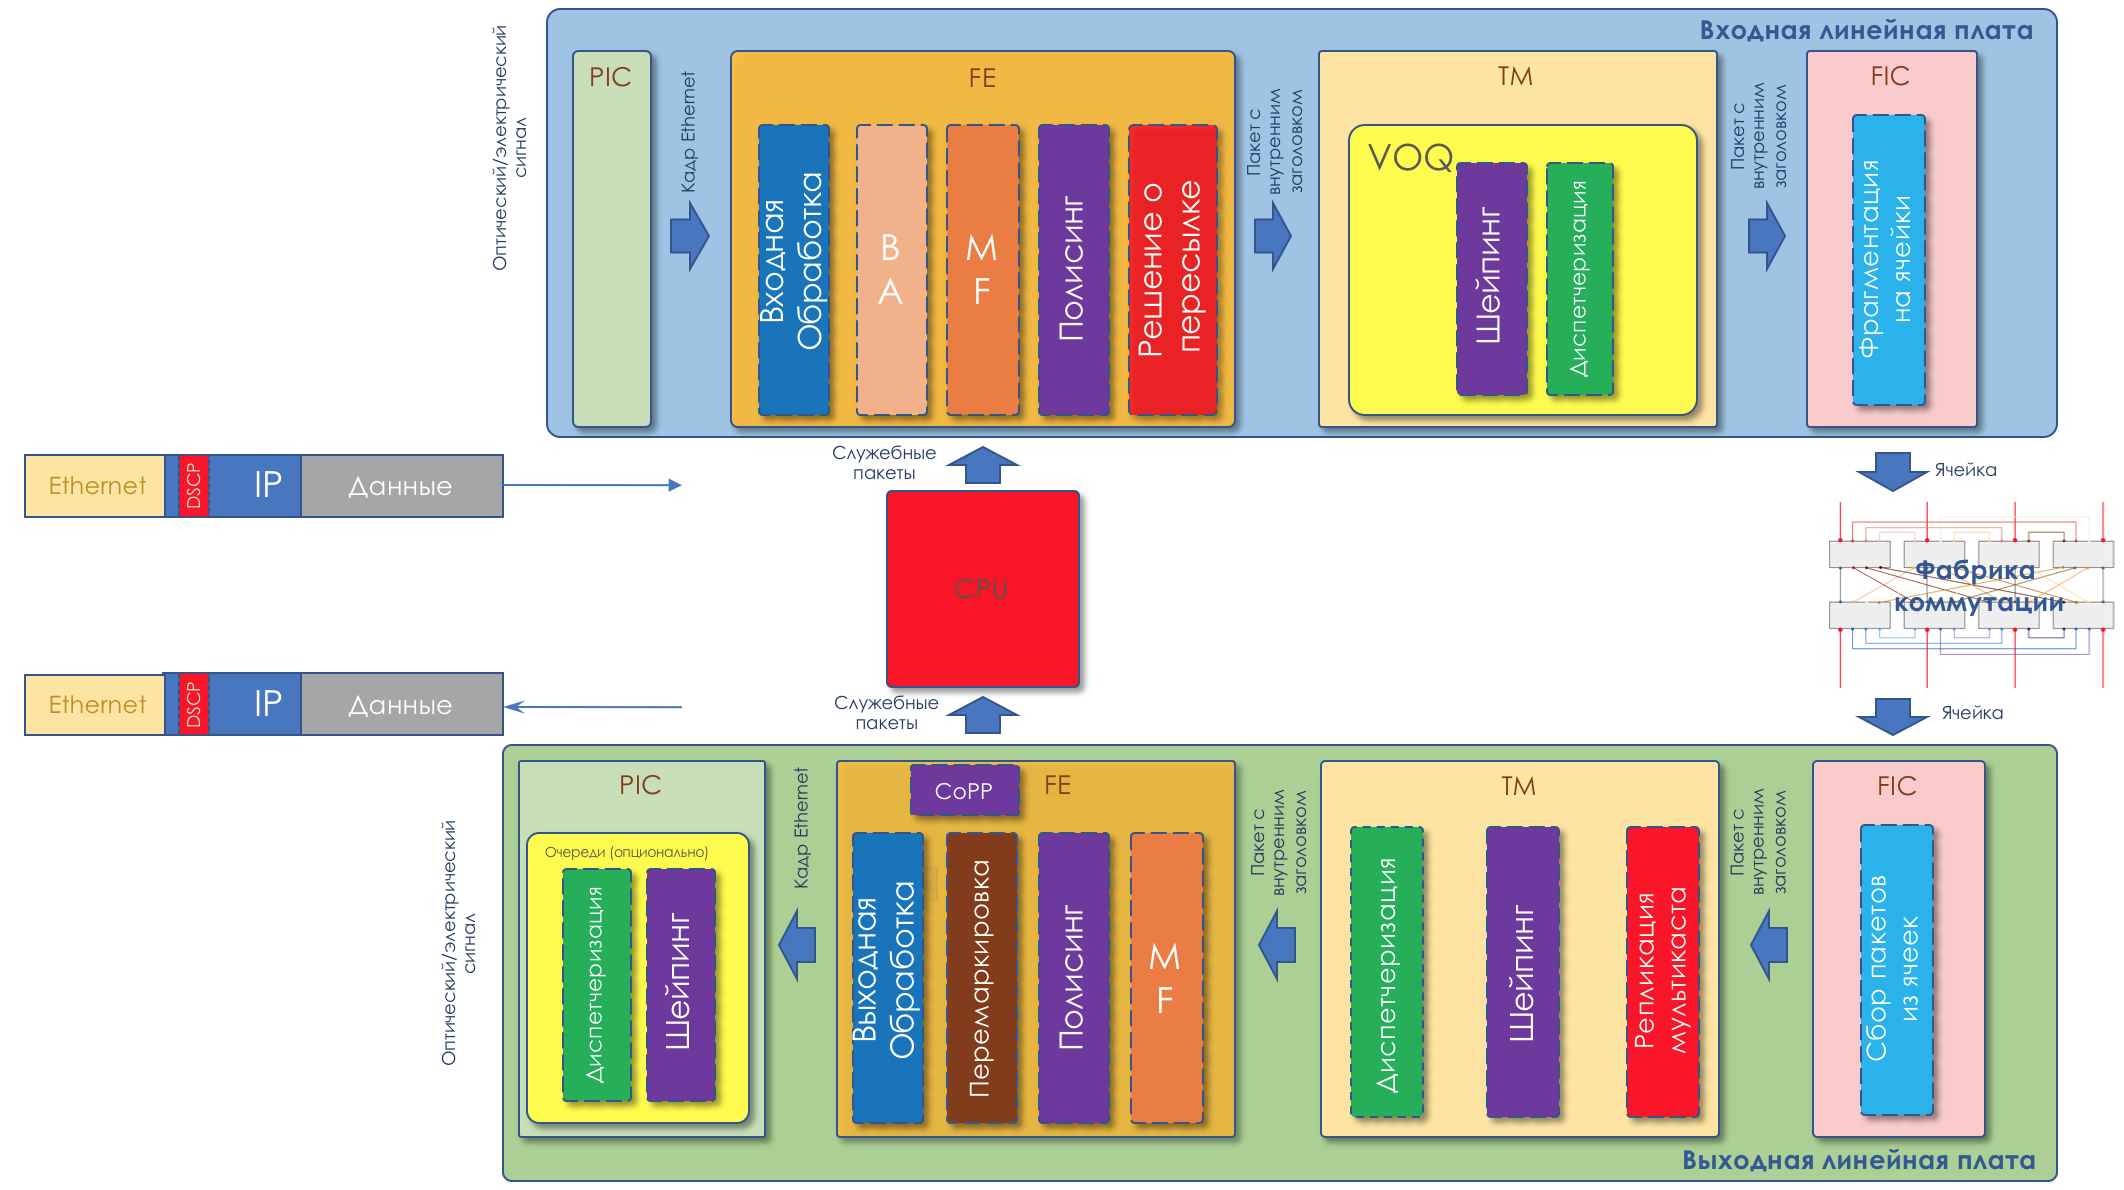 Входная линейная плата
Оптический/электрический
сигнал
PIC
Кадр Ethernet
FE
Входная
Обработка
B
A
M
F
Полисинг
Решение о
пересылке
Пакет с
внутренним
заголовком
TM
VOQ
Шейпинг
Диспетчеризация
Пакет с
внутренним
заголовком
FIC
Фрагментация
на ячейки
Ethernet
DSCP
IP
Данные
Служебные
пакеты
CPU
Ячейка
Фабрика
коммутации
Ethernet
DSCP
IP
Данные
Служебные
пакеты
Ячейка
Оптический/электрический
сигнал
PIC
Очереди (опционально)
Диспетчеризация
Шейпинг
Кадр Ethernet
CoPP
FE
Выходная
Обработка
Перемаркировка
Полисинг
M
F
Пакет с
внутренним
заголовком
TM
Диспетчеризация
Шейпинг
Репликация
мультикаста
Пакет с
внутренним
заголовком
FIC
Сбор пакетов
из ячеек
Выходная линейная плата